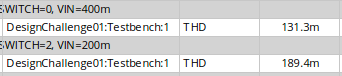 SWITCH=0, VIN=400m
DesignChallenge01:Testbench:1 THD 131.3m
SWITCH=2, VIN=200m
DesignChallenge01:Testbench:1 THD 189.4m